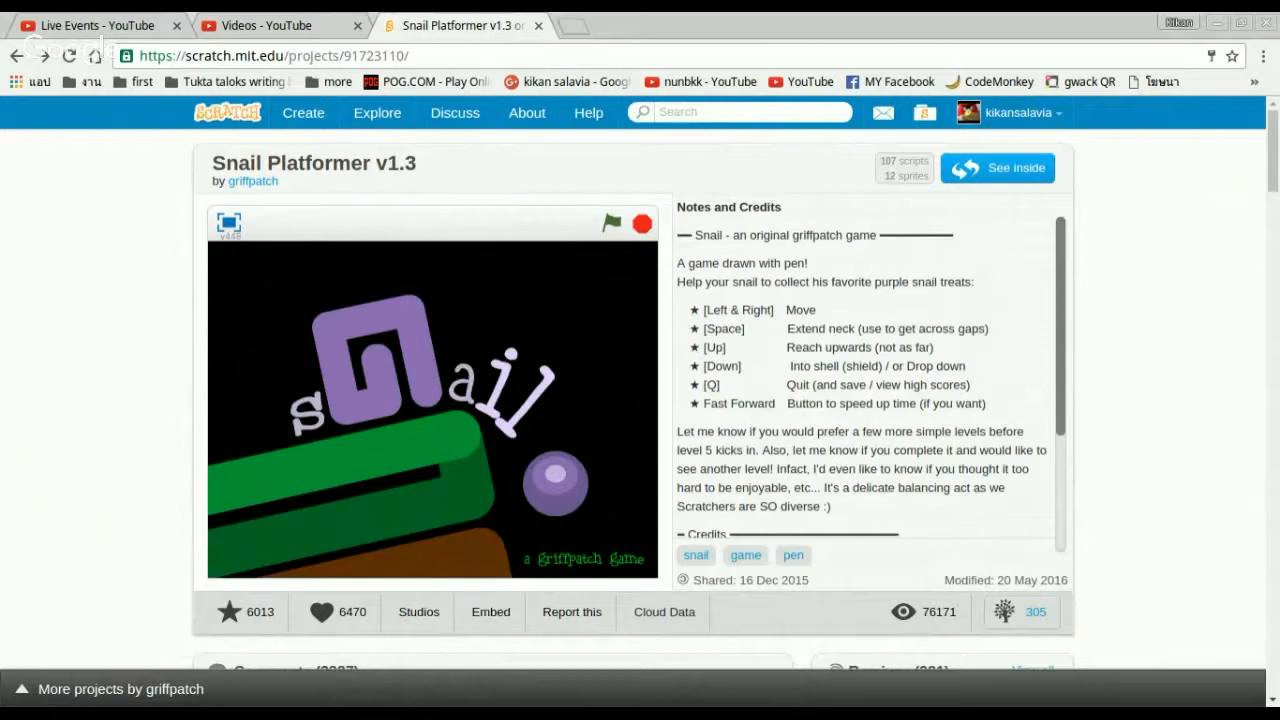 Live Events - YouTube
Videos - YouTube
Snail Platformer v1.3 or
Kikan
https://scratch.mit.edu/projects/91723110/
แอป
งาน
first
Tukta taloks writing
more
POG.COM - Play Onli
kikan salavia - Goog
nunbkk - YouTube
YouTube
MY Facebook
CodeMonkey
gwack QR
โฆษณา
»
SCRATCH
Create
Explore
Discuss
About
Help
Search
kikansalavia
Snail Platformer v1.3
by griffpatch
107 scripts
12 sprites
See inside
v448
snail
a griffpatch game
Notes and Credits
Snail - an original griffpatch game
A game drawn with pen!
Help your snail to collect his favorite purple snail treats:
★ [Left & Right] Move
★ [Space] Extend neck (use to get across gaps)
★ [Up] Reach upwards (not as far)
★ [Down] Into shell (shield) / or Drop down
★ [Q] Quit (and save / view high scores)
★ Fast Forward Button to speed up time (if you want)
Let me know if you would prefer a few more simple levels before
level 5 kicks in. Also, let me know if you complete it and would like to
see another level! Infact, I'd even like to know if you thought it too
hard to be enjoyable, etc... It's a delicate balancing act as we
Scratchers are SO diverse :)
Credits
snail
game
pen
Shared: 16 Dec 2015
Modified: 20 May 2016
6013
6470
Studios
Embed
Report this
Cloud Data
76171
305
More projects by griffpatch